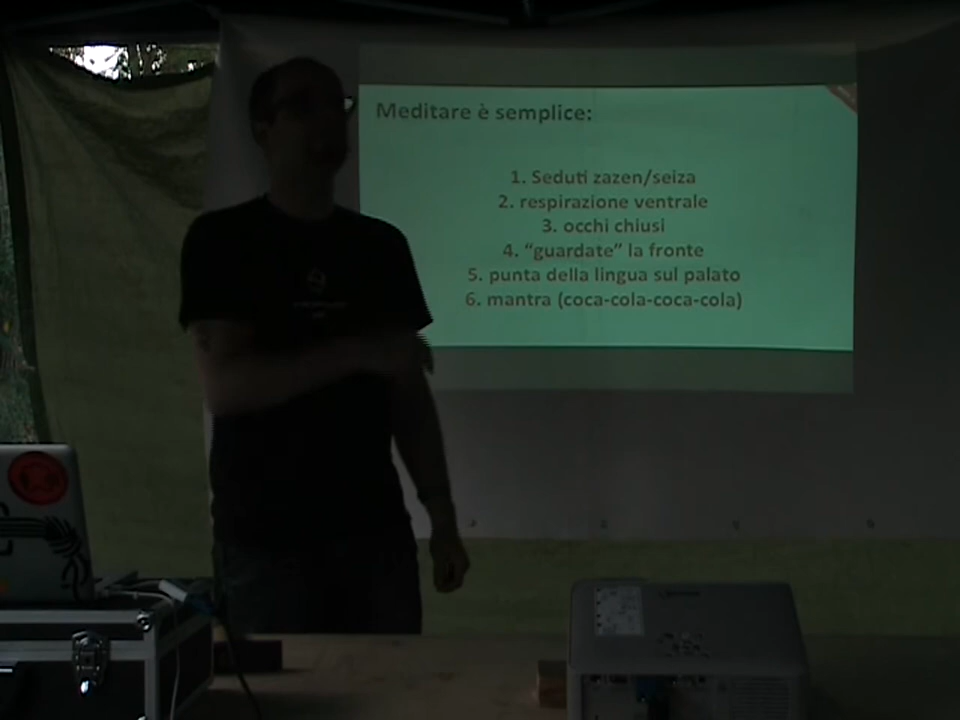 Meditare è semplice:
1. Seduti zazen/seiza
2. respirazione ventrale
3. occhi chiusi
4. “guardate” la fronte
5. punta della lingua sul palato
6. mantra (coca-cola-coca-cola)